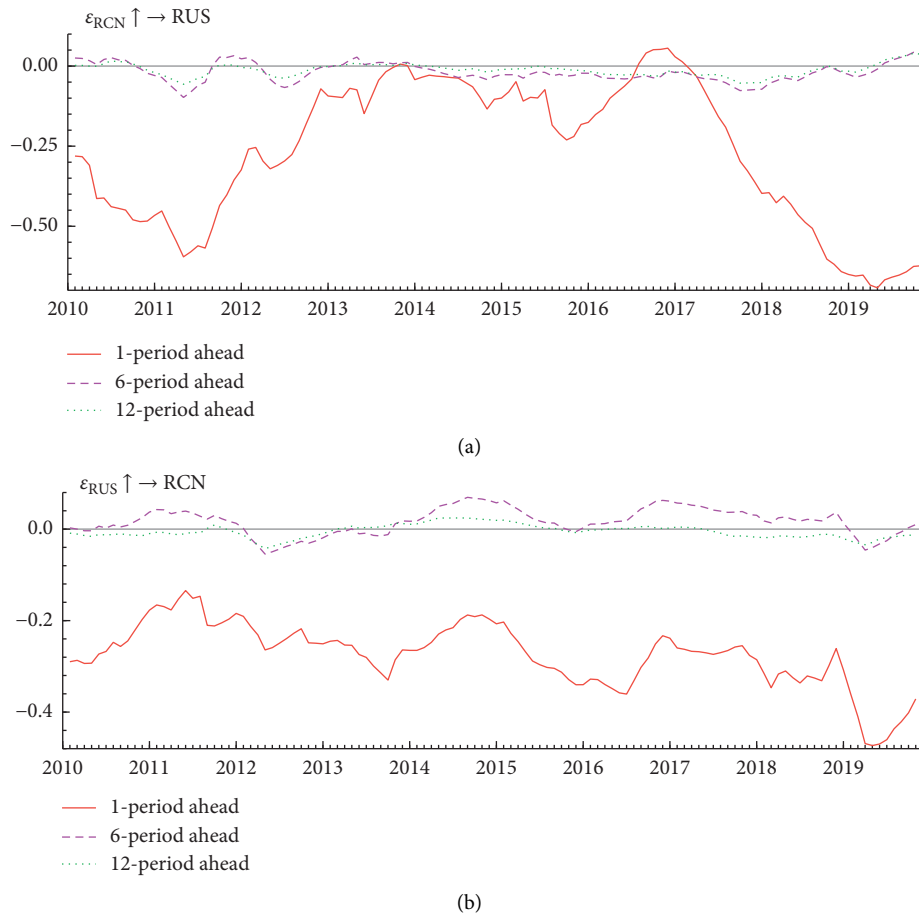 ε_RCN ↑ → RUS
0.00
−0.25
−0.50
2010 2011 2012 2013 2014 2015 2016 2017 2018 2019
1-period ahead
6-period ahead
12-period ahead
(a)
ε_RUS ↑ → RCN
0.0
−0.2
−0.4
2010 2011 2012 2013 2014 2015 2016 2017 2018 2019
1-period ahead
6-period ahead
12-period ahead
(b)